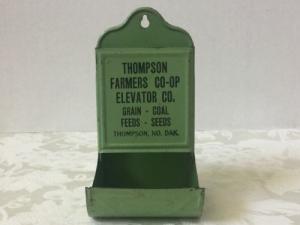 THOMPSON
FARMERS CO-OP
ELEVATOR CO.
GRAIN - COAL
FEEDS - SEEDS
THOMPSON, NO. DAK.